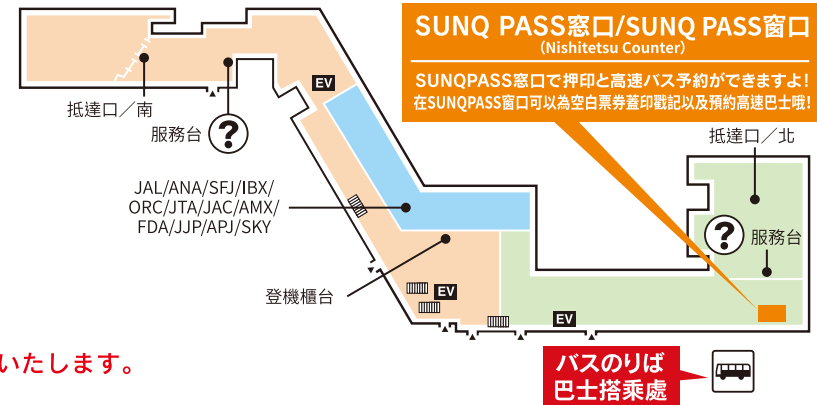 SUNQ PASS窓口/SUNQ PASS窗口
(Nishitetsu Counter)
SUNQPASS窓口で押印と高速バス予約ができますよ！
在SUNQPASS窗口可以為空白票券蓋印戳記以及預約高速巴士哦！
EV
抵達口／南
服務台
?
抵達口／北
?
服務台
JAL/ANA/SFJ/IBX/
ORC/JTA/JAC/AMX/
FDA/JJP/APJ/SKY
登機櫃台
EV
EV
いたします。
バスのりば
巴士搭乘處